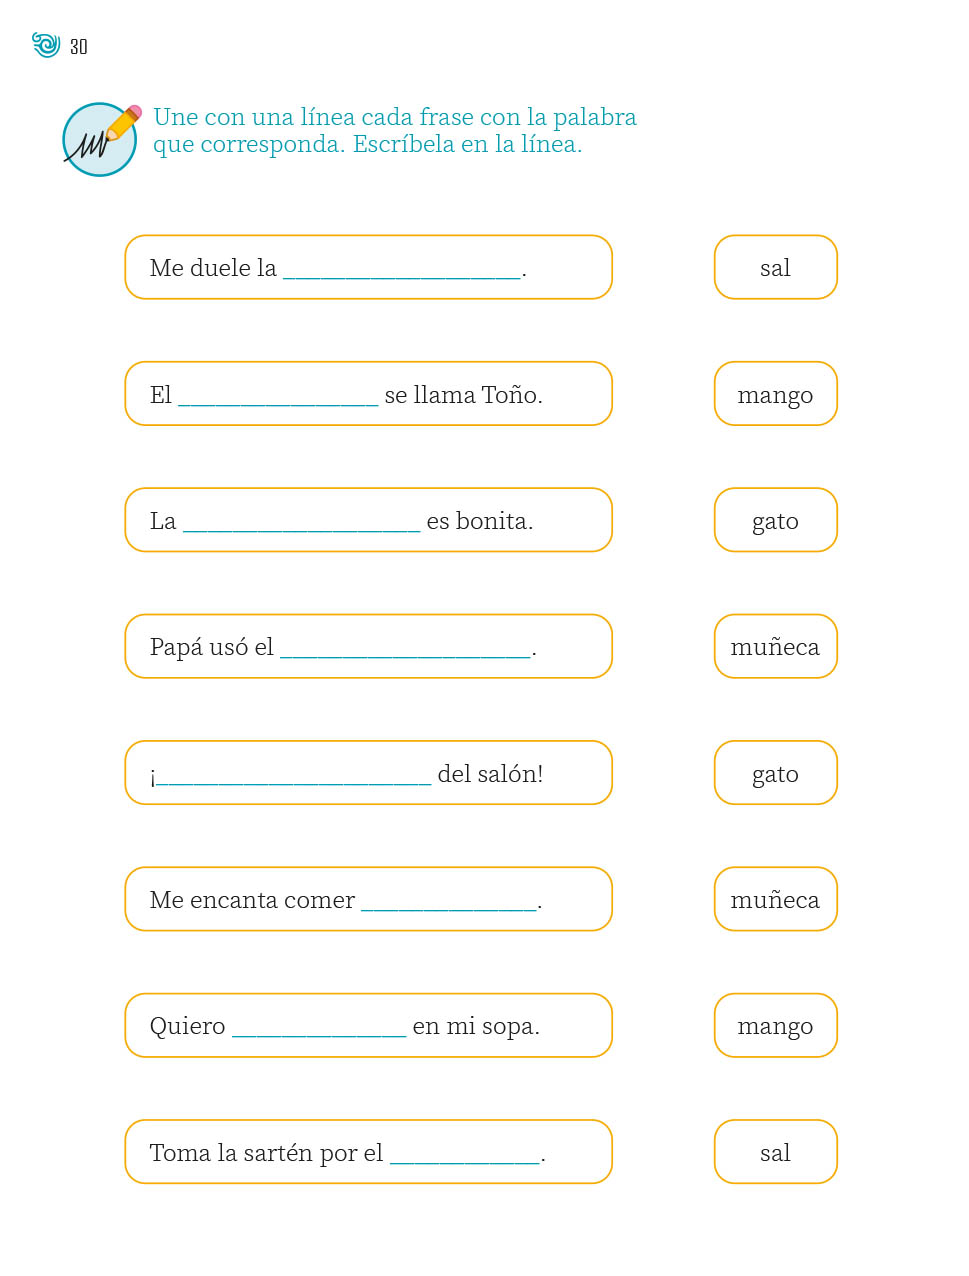 30
Une con una línea cada frase con la palabra
que corresponda. Escríbela en la línea.
Me duele la ___________________.
sal
El ________________ se llama Toño.
mango
La ___________________ es bonita.
gato
Papá usó el ____________________.
muñeca
¡______________________ del salón!
gato
Me encanta comer ______________.
muñeca
Quiero ______________ en mi sopa.
mango
Toma la sartén por el ____________.
sal